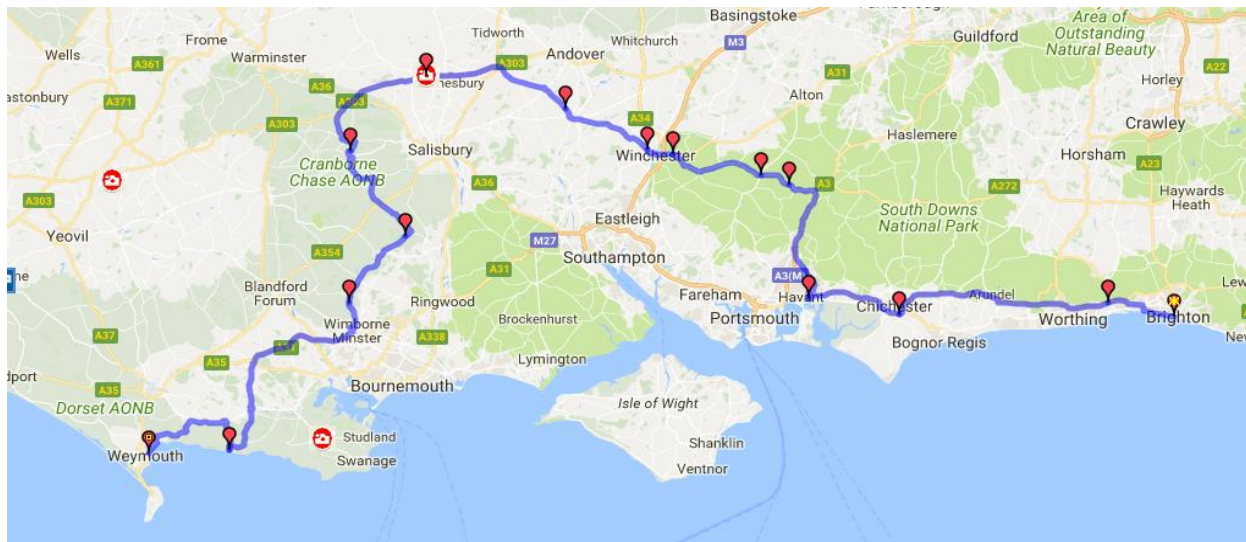 Basingstoke
Area of
Outstanding
Natural Beauty
Guildford
Tidworth
Whitchurch
Frome
Wells
A361
Warminster
M3
Andover
A303
A31
A22
Horley
A36
A371
Alton
Crawley
A303
A34
Haslemere
Winchester
Horsham
Salisbury
Cranborne
Chase AONB
A23
A3
A272
Haywards
Heath
A36
A303
Yeovil
Eastleigh
South Downs
National Park
M27
Southampton
A354
A31
A3(M)
Blandford
Forum
Ringwood
Fareham
Havant
Chichester
Arundel
Brockenhurst
Portsmouth
Worthing
Brighton
Wimborne
Minster
A37
A338
Bognor Regis
A35
Lymington
Bournemouth
A35
Dorset AONB
Isle of Wight
Studland
Weymouth
Swanage
Shanklin
Ventnor